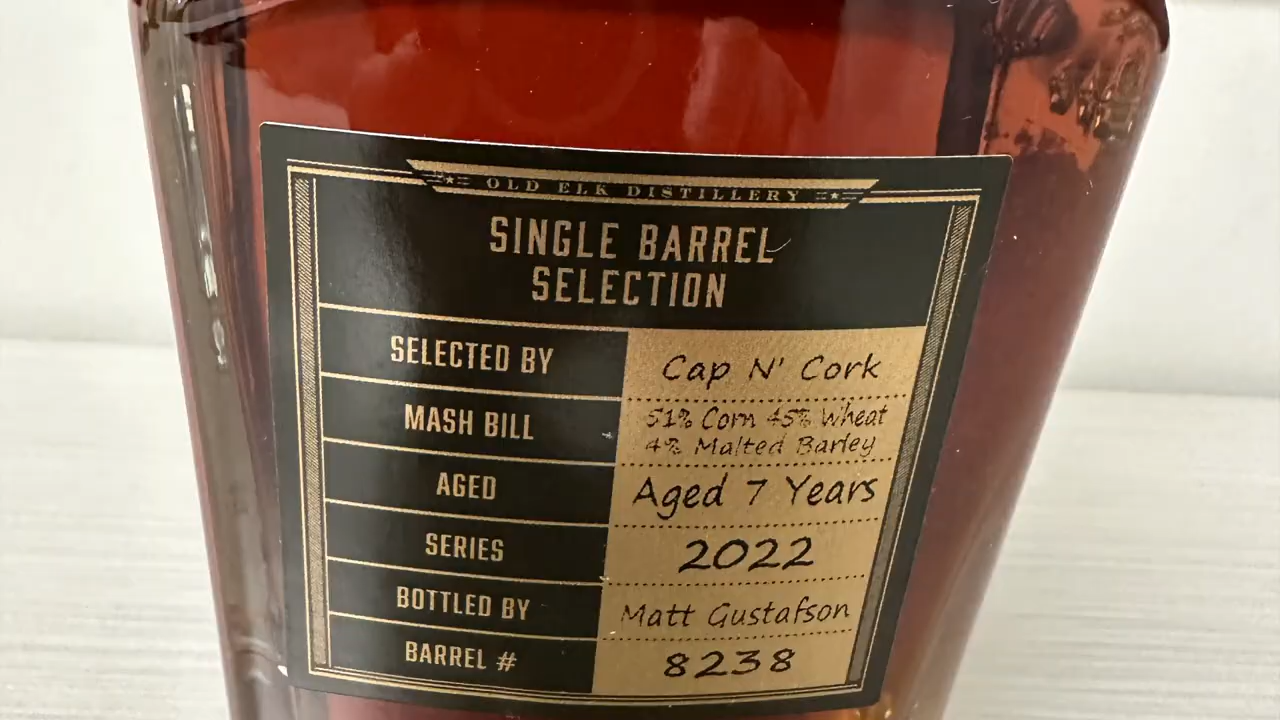 OLD ELK DISTILLERY
SINGLE BARREL
SELECTION
SELECTED BY
Cap N' Cork
MASH BILL
51% Corn 45% Wheat
4% Malted Barley
AGED
Aged 7 Years
SERIES
2022
BOTTLED BY
Matt Gustafson
BARREL #
8238